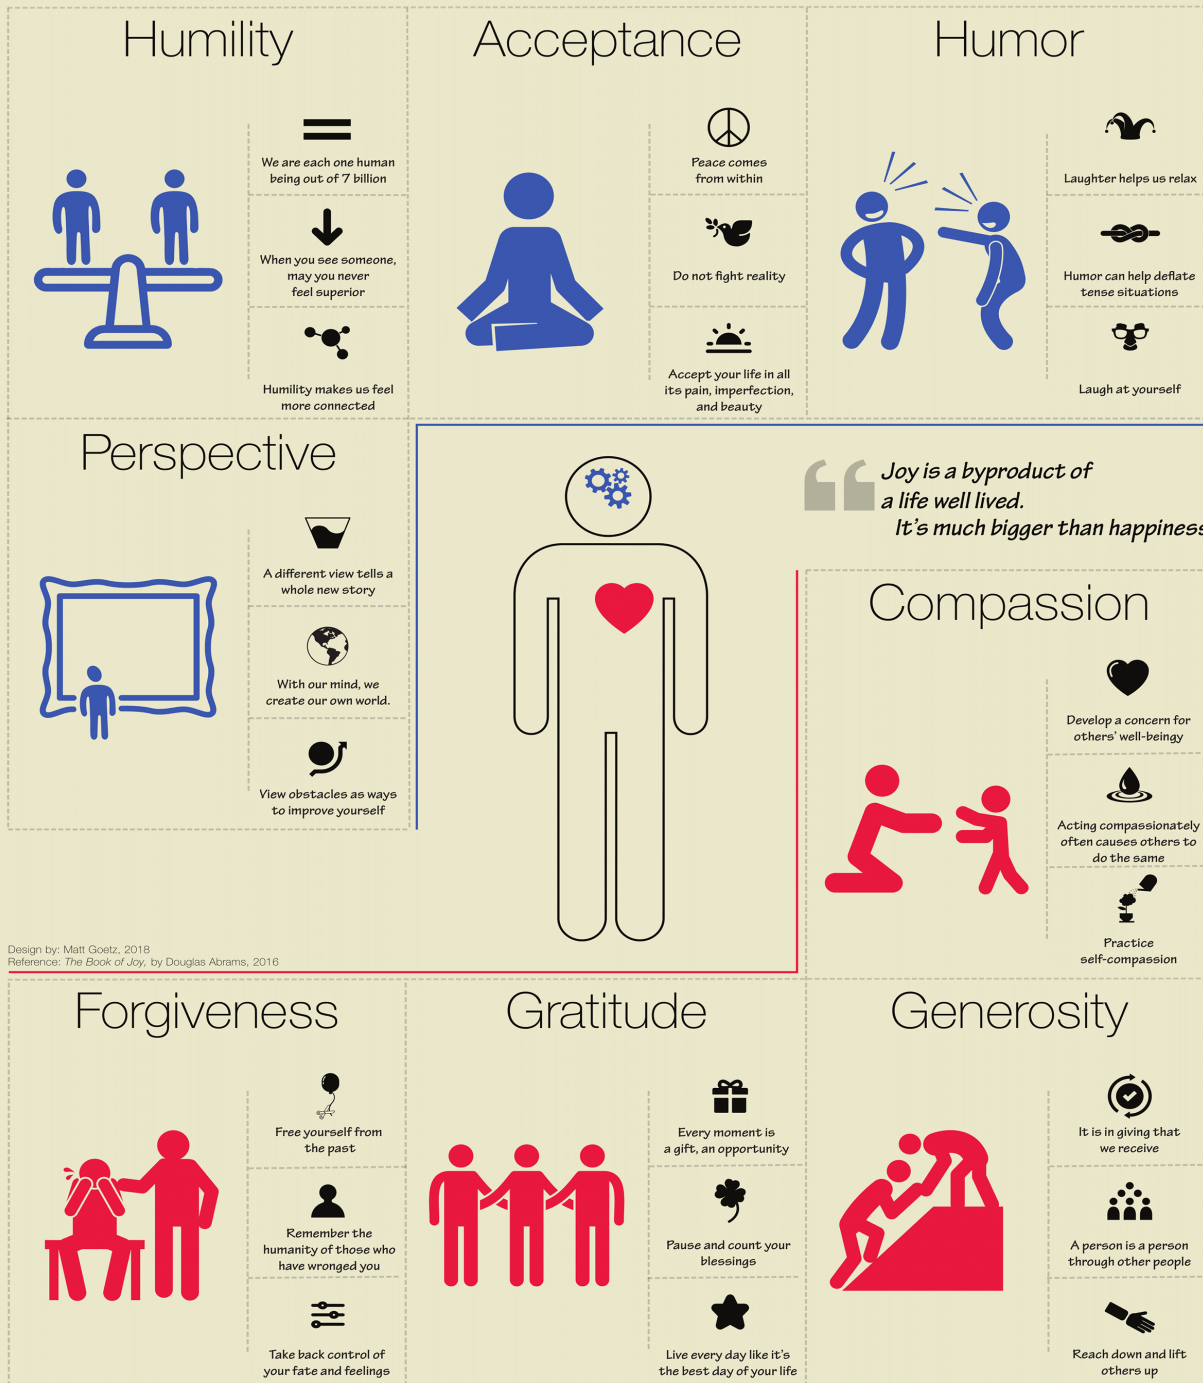 Humility
We are each one human
being out of 7 billion
When you see someone,
may you never
feel superior
Humility makes us feel
more connected
Acceptance
Peace comes
from within
Do not fight reality
Accept your life in all
its pain, imperfection,
and beauty
Humor
Laughter helps us relax
Humor can help deflate
tense situations
Laugh at yourself
Perspective
A different view tells a
whole new story
With our mind, we
create our own world.
View obstacles as ways
to improve yourself
“Joy is a byproduct of
a life well lived.
It's much bigger than happiness
Compassion
Develop a concern for
others' well-beingy
Acting compassionately
often causes others to
do the same
Practice
self-compassion
Design by: Matt Goetz, 2018
Reference: The Book of Joy, by Douglas Abrams, 2016
Forgiveness
Free yourself from
the past
Remember the
humanity of those who
have wronged you
Take back control of
your fate and feelings
Gratitude
Every moment is
a gift, an opportunity
Pause and count your
blessings
Live every day like it's
the best day of your life
Generosity
It is in giving that
we receive
A person is a person
through other people
Reach down and lift
others up